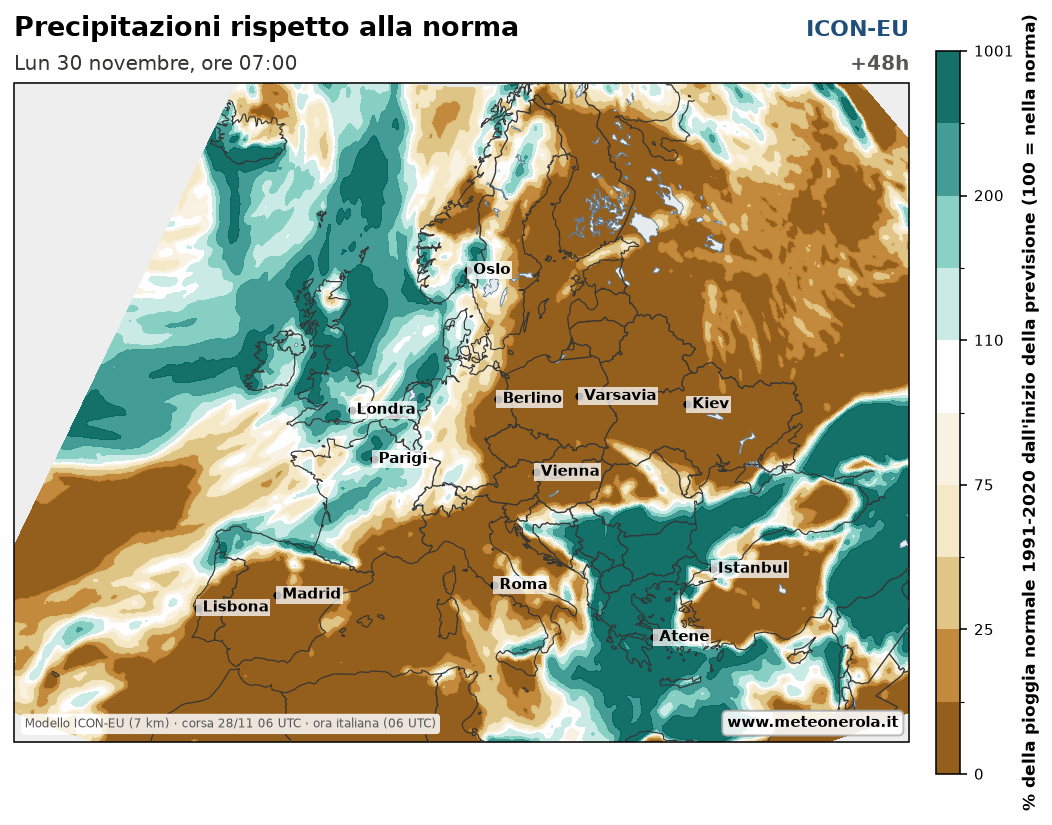 Precipitazioni rispetto alla norma
ICON-EU
Lun 30 novembre, ore 07:00
+48h
1001
200
110
75
25
0
% della pioggia normale 1991-2020 dall'inizio della previsione (100 = nella norma)
Oslo
Berlino
Varsavia
Kiev
Londra
Parigi
Vienna
Istanbul
Roma
Madrid
Lisbona
Atene
Modello ICON-EU (7 km) · corsa 28/11 06 UTC · ora italiana (06 UTC)
www.meteonerola.it